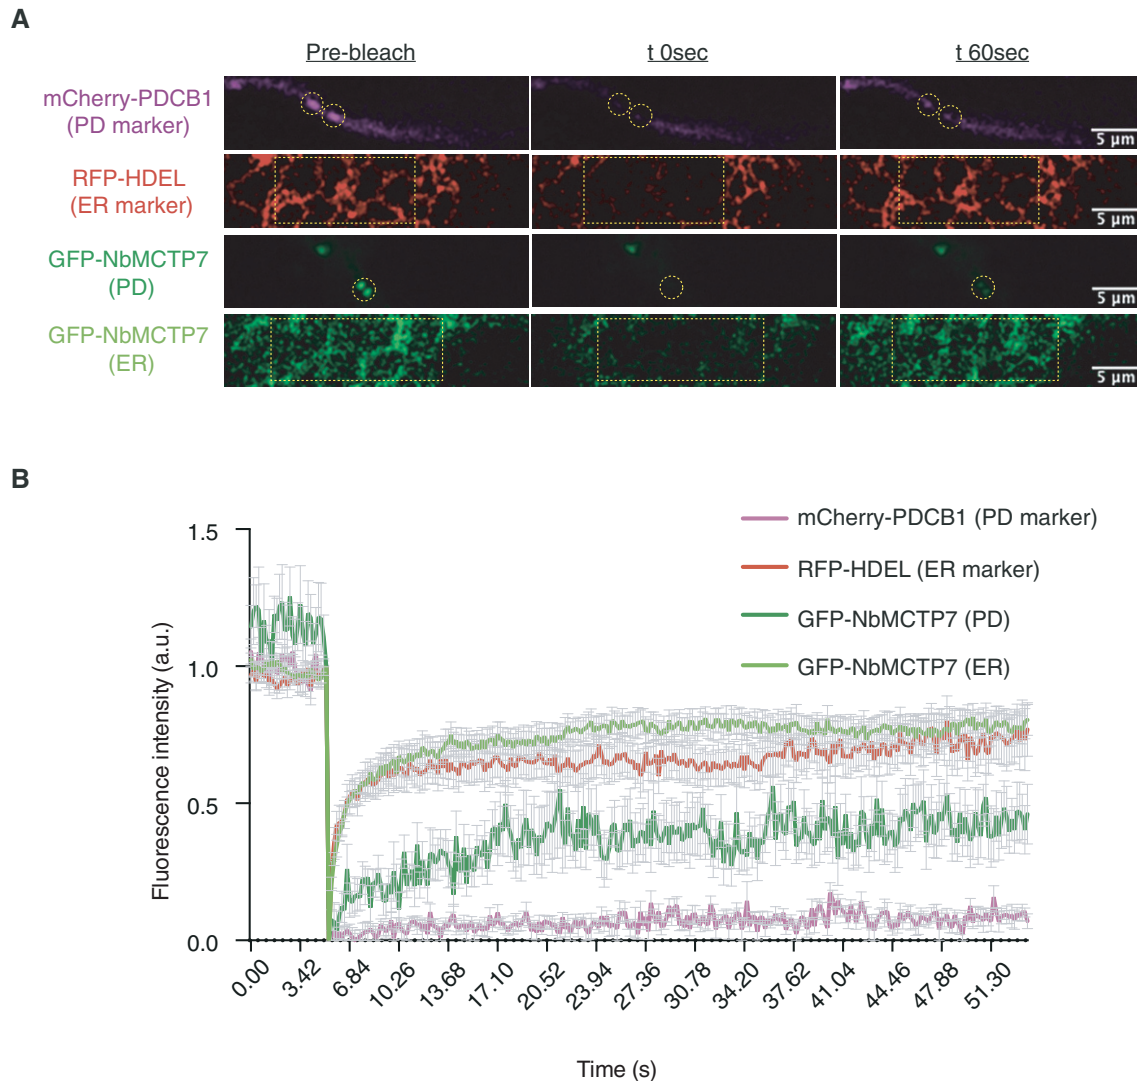 A
Pre-bleach
t 0sec
t 60sec
mCherry-PDCB1
(PD marker)
5 µm
RFP-HDEL
(ER marker)
5 µm
GFP-NbMCTP7
(PD)
5 µm
GFP-NbMCTP7
(ER)
5 µm
B
mCherry-PDCB1 (PD marker)
RFP-HDEL (ER marker)
GFP-NbMCTP7 (PD)
GFP-NbMCTP7 (ER)
Fluorescence intensity (a.u.)
1.5
1.0
0.5
0.0
0.00
3.42
6.84
10.26
13.68
17.10
20.52
23.94
27.36
30.78
34.20
37.62
41.04
44.46
47.88
51.30
Time (s)